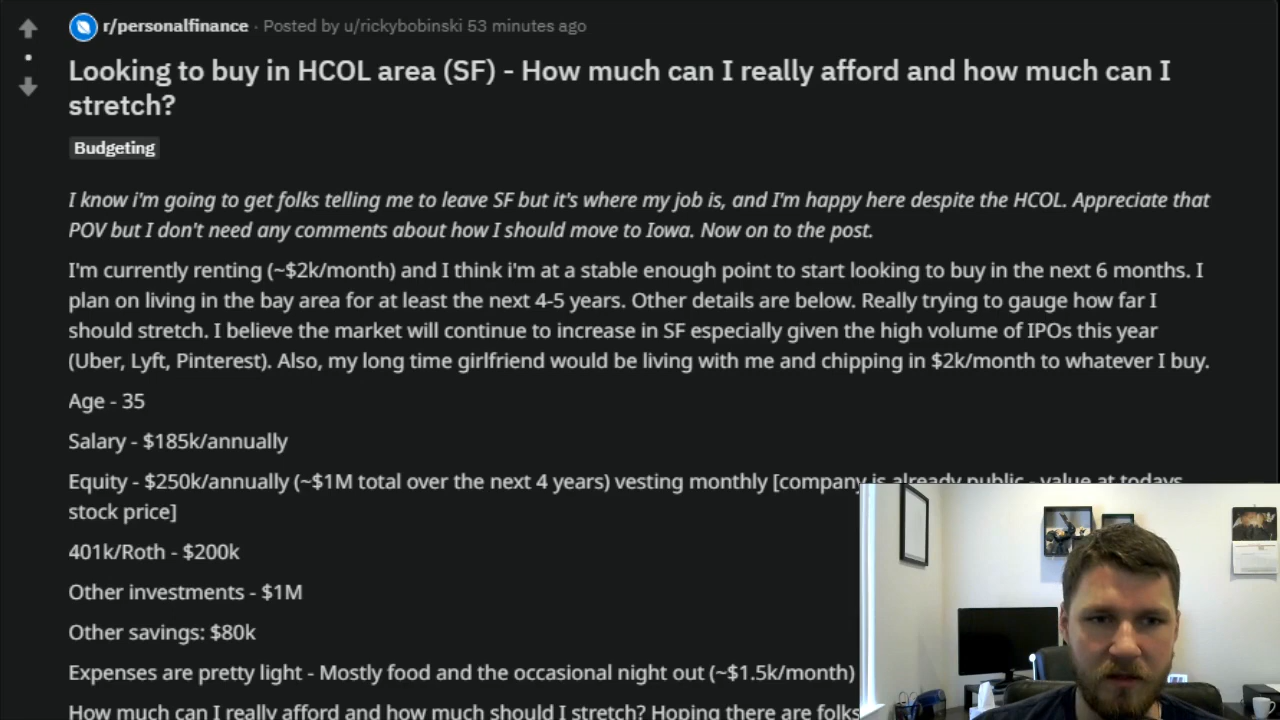 r/personalfinance · Posted by u/rickybobinski 53 minutes ago
Looking to buy in HCOL area (SF) - How much can I really afford and how much can I
stretch?
Budgeting
I know i'm going to get folks telling me to leave SF but it's where my job is, and I'm happy here despite the HCOL. Appreciate that
POV but I don't need any comments about how I should move to Iowa. Now on to the post.
I'm currently renting (~$2k/month) and I think i'm at a stable enough point to start looking to buy in the next 6 months. I
plan on living in the bay area for at least the next 4-5 years. Other details are below. Really trying to gauge how far I
should stretch. I believe the market will continue to increase in SF especially given the high volume of IPOs this year
(Uber, Lyft, Pinterest). Also, my long time girlfriend would be living with me and chipping in $2k/month to whatever I buy.
Age - 35
Salary - $185k/annually
Equity - $250k/annually (~$1M total over the next 4 years) vesting monthly [company is already public - value at todays
stock price]
401k/Roth - $200k
Other investments - $1M
Other savings: $80k
Expenses are pretty light - Mostly food and the occasional night out (~$1.5k/month)
How much can I really afford and how much should I stretch? Hoping there are folks